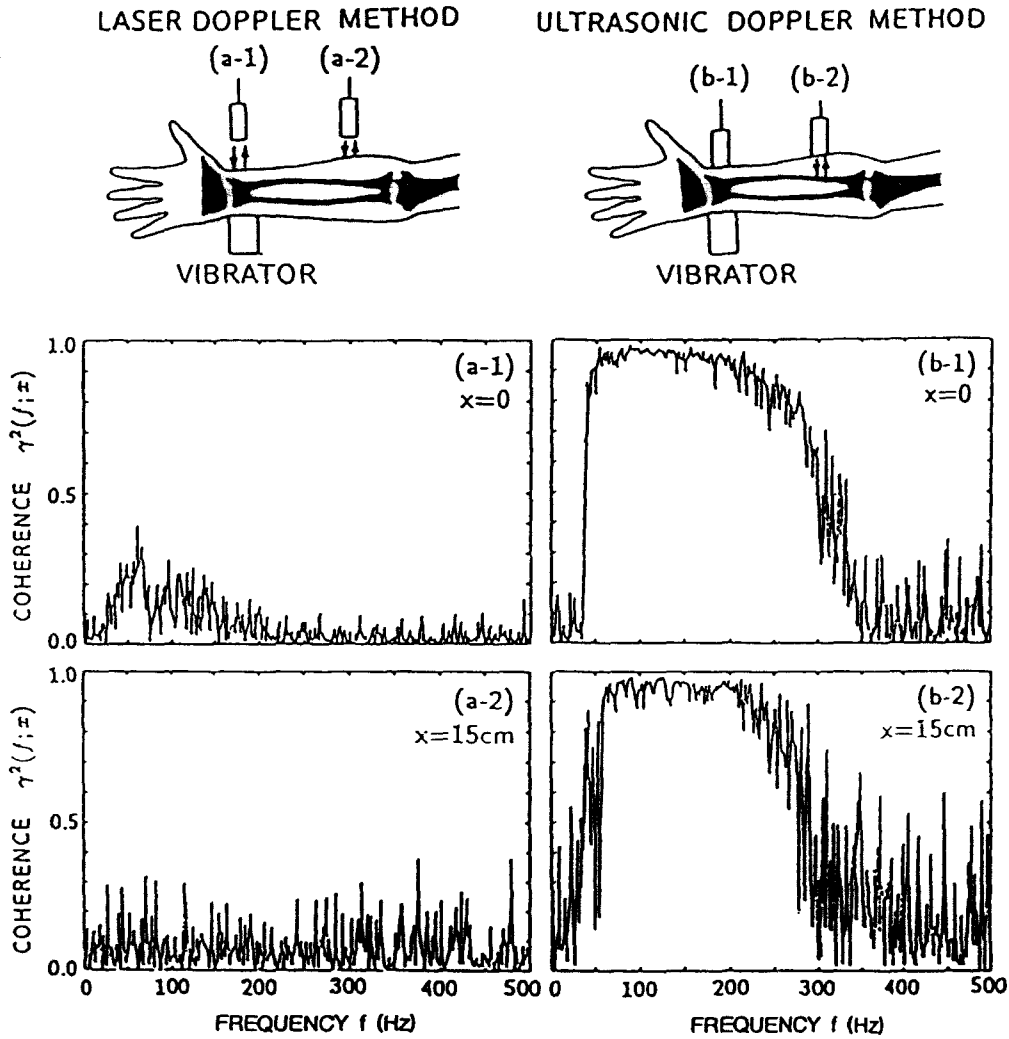 LASER DOPPLER METHOD
ULTRASONIC DOPPLER METHOD
(a-1) (a-2)
(b-1) (b-2)
VIBRATOR
VIBRATOR
COHERENCE γ²(f;x)
1.0
0.5
0.0
(a-1)
x=0
(b-1)
x=0
COHERENCE γ²(f;x)
1.0
0.5
0.0
(a-2)
x=15cm
(b-2)
x=15cm
0 100 200 300 400 500
0 100 200 300 400 500
FREQUENCY f (Hz)
FREQUENCY f (Hz)